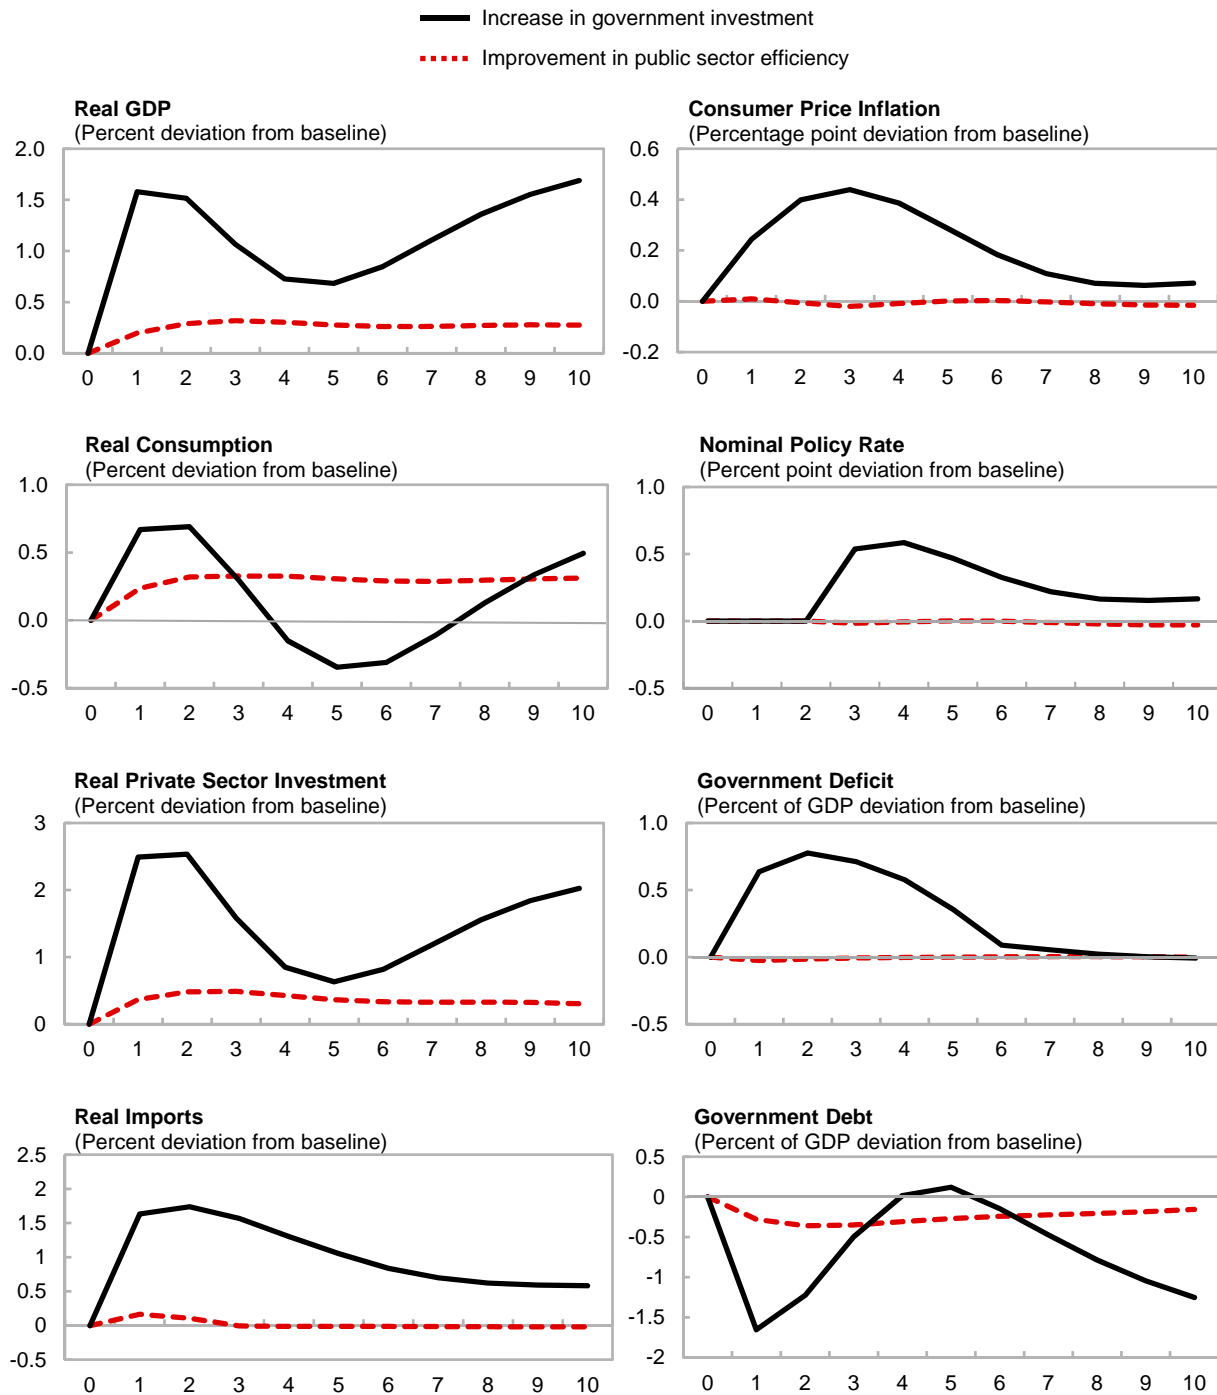 Increase in government investment
Improvement in public sector efficiency
Real GDP
(Percent deviation from baseline)
2.0
1.5
1.0
0.5
0.0
0 1 2 3 4 5 6 7 8 9 10
Consumer Price Inflation
(Percentage point deviation from baseline)
0.6
0.4
0.2
0.0
-0.2
0 1 2 3 4 5 6 7 8 9 10
Real Consumption
(Percent deviation from baseline)
1.0
0.5
0.0
-0.5
0 1 2 3 4 5 6 7 8 9 10
Nominal Policy Rate
(Percent point deviation from baseline)
1.0
0.5
0.0
-0.5
0 1 2 3 4 5 6 7 8 9 10
Real Private Sector Investment
(Percent deviation from baseline)
3
2
1
0
0 1 2 3 4 5 6 7 8 9 10
Government Deficit
(Percent of GDP deviation from baseline)
1.0
0.5
0.0
-0.5
0 1 2 3 4 5 6 7 8 9 10
Real Imports
(Percent deviation from baseline)
2.5
2
1.5
1
0.5
0
-0.5
0 1 2 3 4 5 6 7 8 9 10
Government Debt
(Percent of GDP deviation from baseline)
0.5
0
-0.5
-1
-1.5
-2
0 1 2 3 4 5 6 7 8 9 10